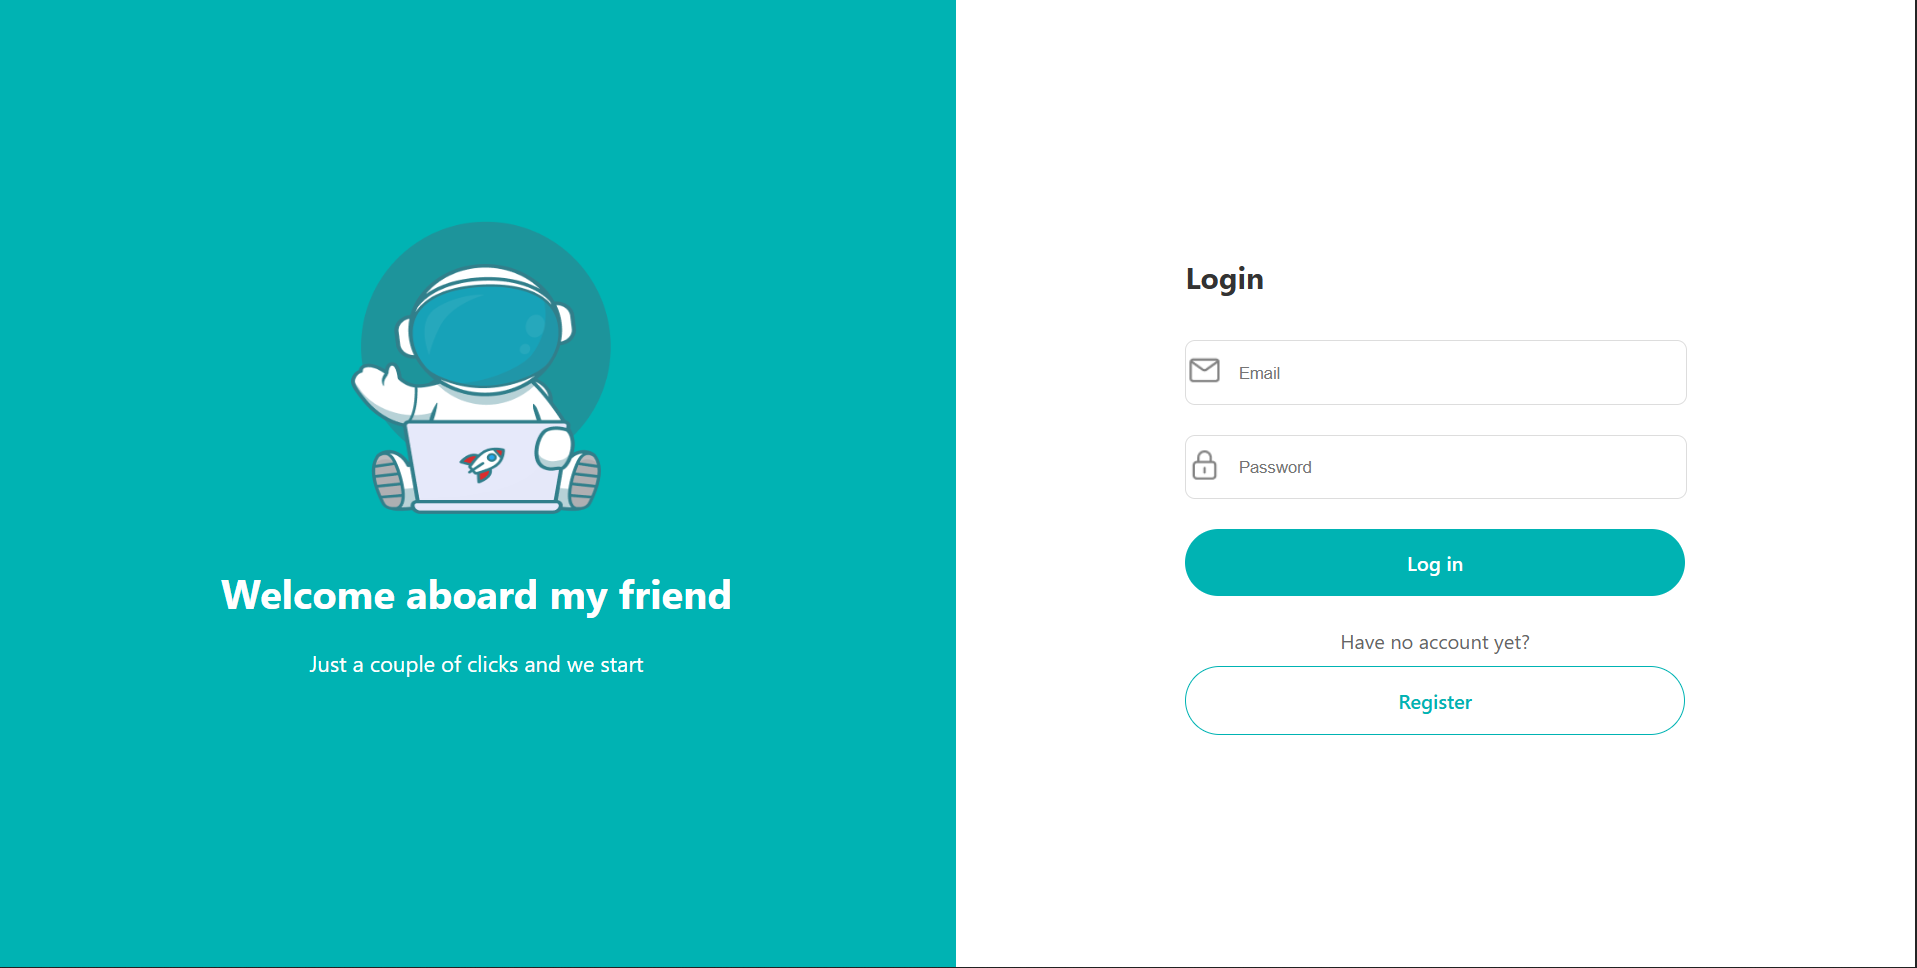 Welcome aboard my friend
Just a couple of clicks and we start
Login
Email
Password
Log in
Have no account yet?
Register